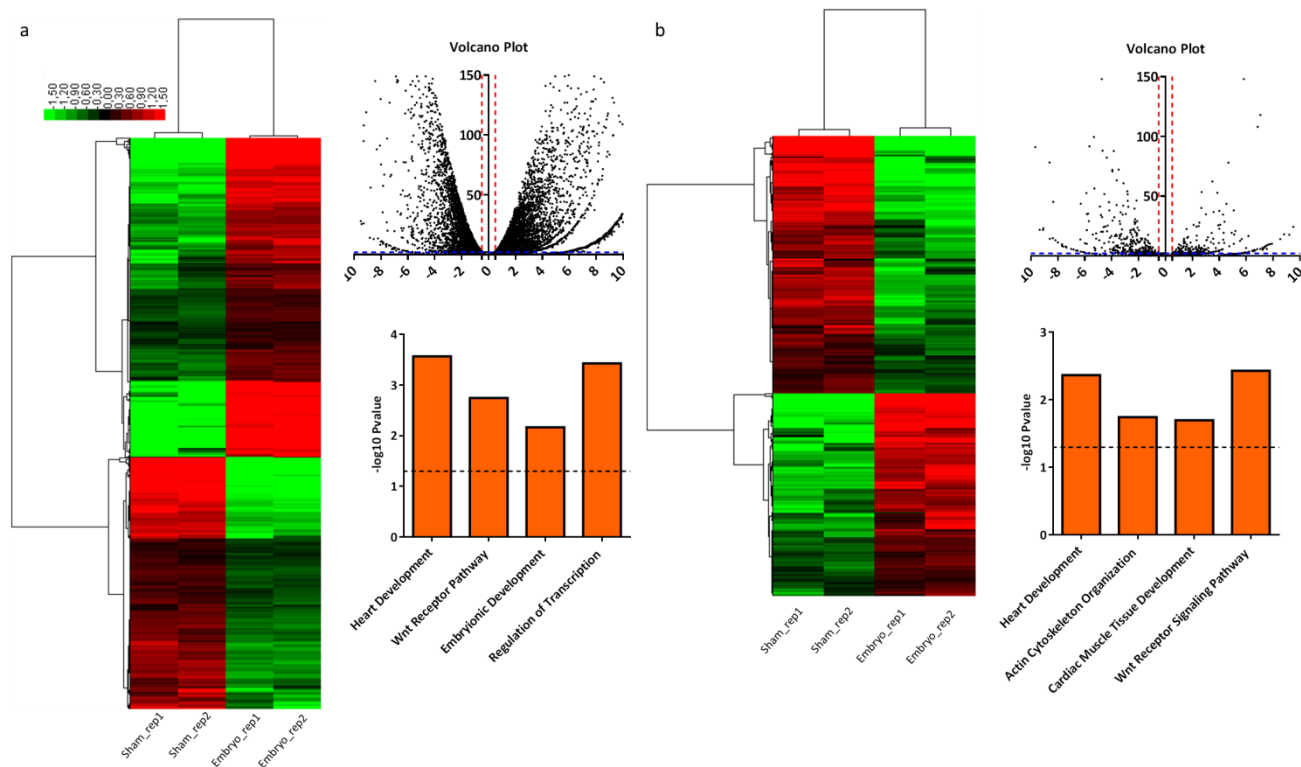 a
-1,50
-1,20
-0,90
-0,60
-0,30
0,00
0,30
0,60
0,90
1,20
1,50
Sham_rep1
Sham_rep2
Embryo_rep1
Embryo_rep2
Volcano Plot
150
100
50
-10
-8
-6
-4
-2
0
2
4
6
8
10
-log10 Pvalue
4
3
2
1
0
Heart Development
Wnt Receptor Pathway
Embryionic Development
Regulation of Transcription
b
Sham_rep1
Sham_rep2
Embryo_rep1
Embryo_rep2
Volcano Plot
150
100
50
-10
-8
-6
-4
-2
0
2
4
6
8
10
-log10 Pvalue
3
2
1
0
Heart Development
Actin Cytoskeleton Organization
Cardiac Muscle Tissue Development
Wnt Receptor Signaling Pathway